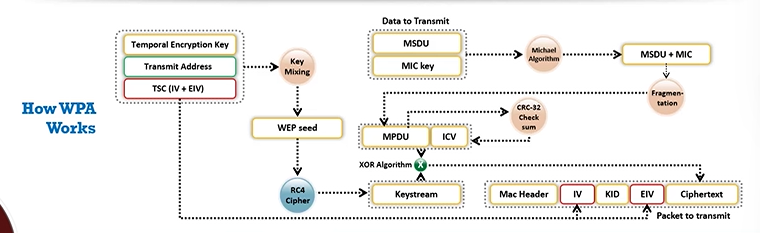 How WPA
Works
Temporal Encryption Key
Transmit Address
TSC (IV + EIV)
Key
Mixing
WEP seed
RC4
Cipher
Keystream
Data to Transmit
MSDU
MIC key
Michael
Algorithm
MSDU + MIC
Fragmen-
tation
CRC-32
Check
sum
MPDU
ICV
XOR Algorithm
X
Mac Header
IV
KID
EIV
Ciphertext
Packet to transmit